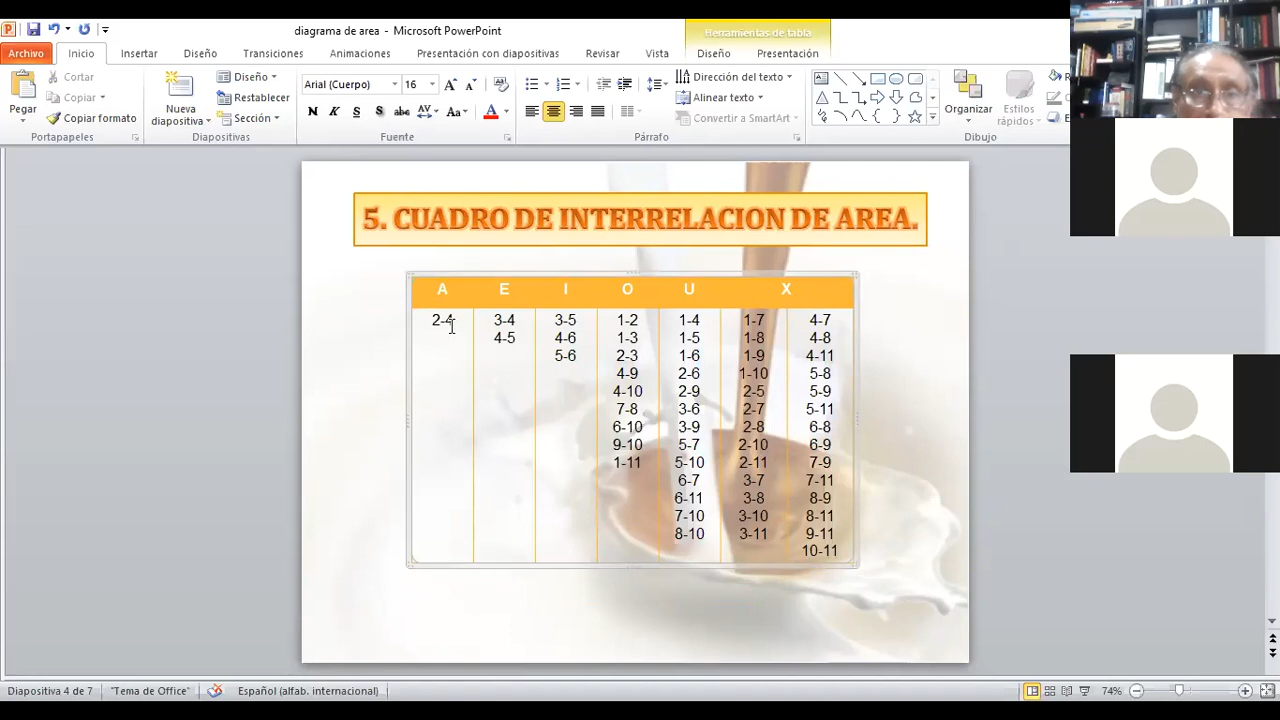 diagrama de area - Microsoft PowerPoint
Herramientas de tabla
Archivo Inicio Insertar Diseño Transiciones Animaciones Presentación con diapositivas Revisar Vista Diseño Presentación
Pegar
Cortar
Copiar
Copiar formato
Portapapeles
Nueva diapositiva
Diseño
Restablecer
Sección
Diapositivas
Arial (Cuerpo) 16
N K S S abc AV Aa A
Fuente
Párrafo
Dirección del texto
Alinear texto
Convertir a SmartArt
Organizar
Estilos rápidos
Dibujo
5. CUADRO DE INTERRELACION DE AREA.
A E I O U X
2-4 3-4 3-5 1-2 1-4 1-7 4-7
4-5 4-6 1-3 1-5 1-8 4-8
5-6 2-3 1-6 1-9 4-11
4-9 2-6 1-10 5-8
4-10 2-9 2-5 5-9
7-8 3-6 2-7 5-11
6-10 3-9 2-8 6-8
9-10 5-7 2-10 6-9
1-11 5-10 2-11 7-9
6-7 3-7 7-11
6-11 3-8 8-9
7-10 3-10 8-11
8-10 3-11 9-11
10-11
Diapositiva 4 de 7 "Tema de Office" Español (alfab. internacional) 74%